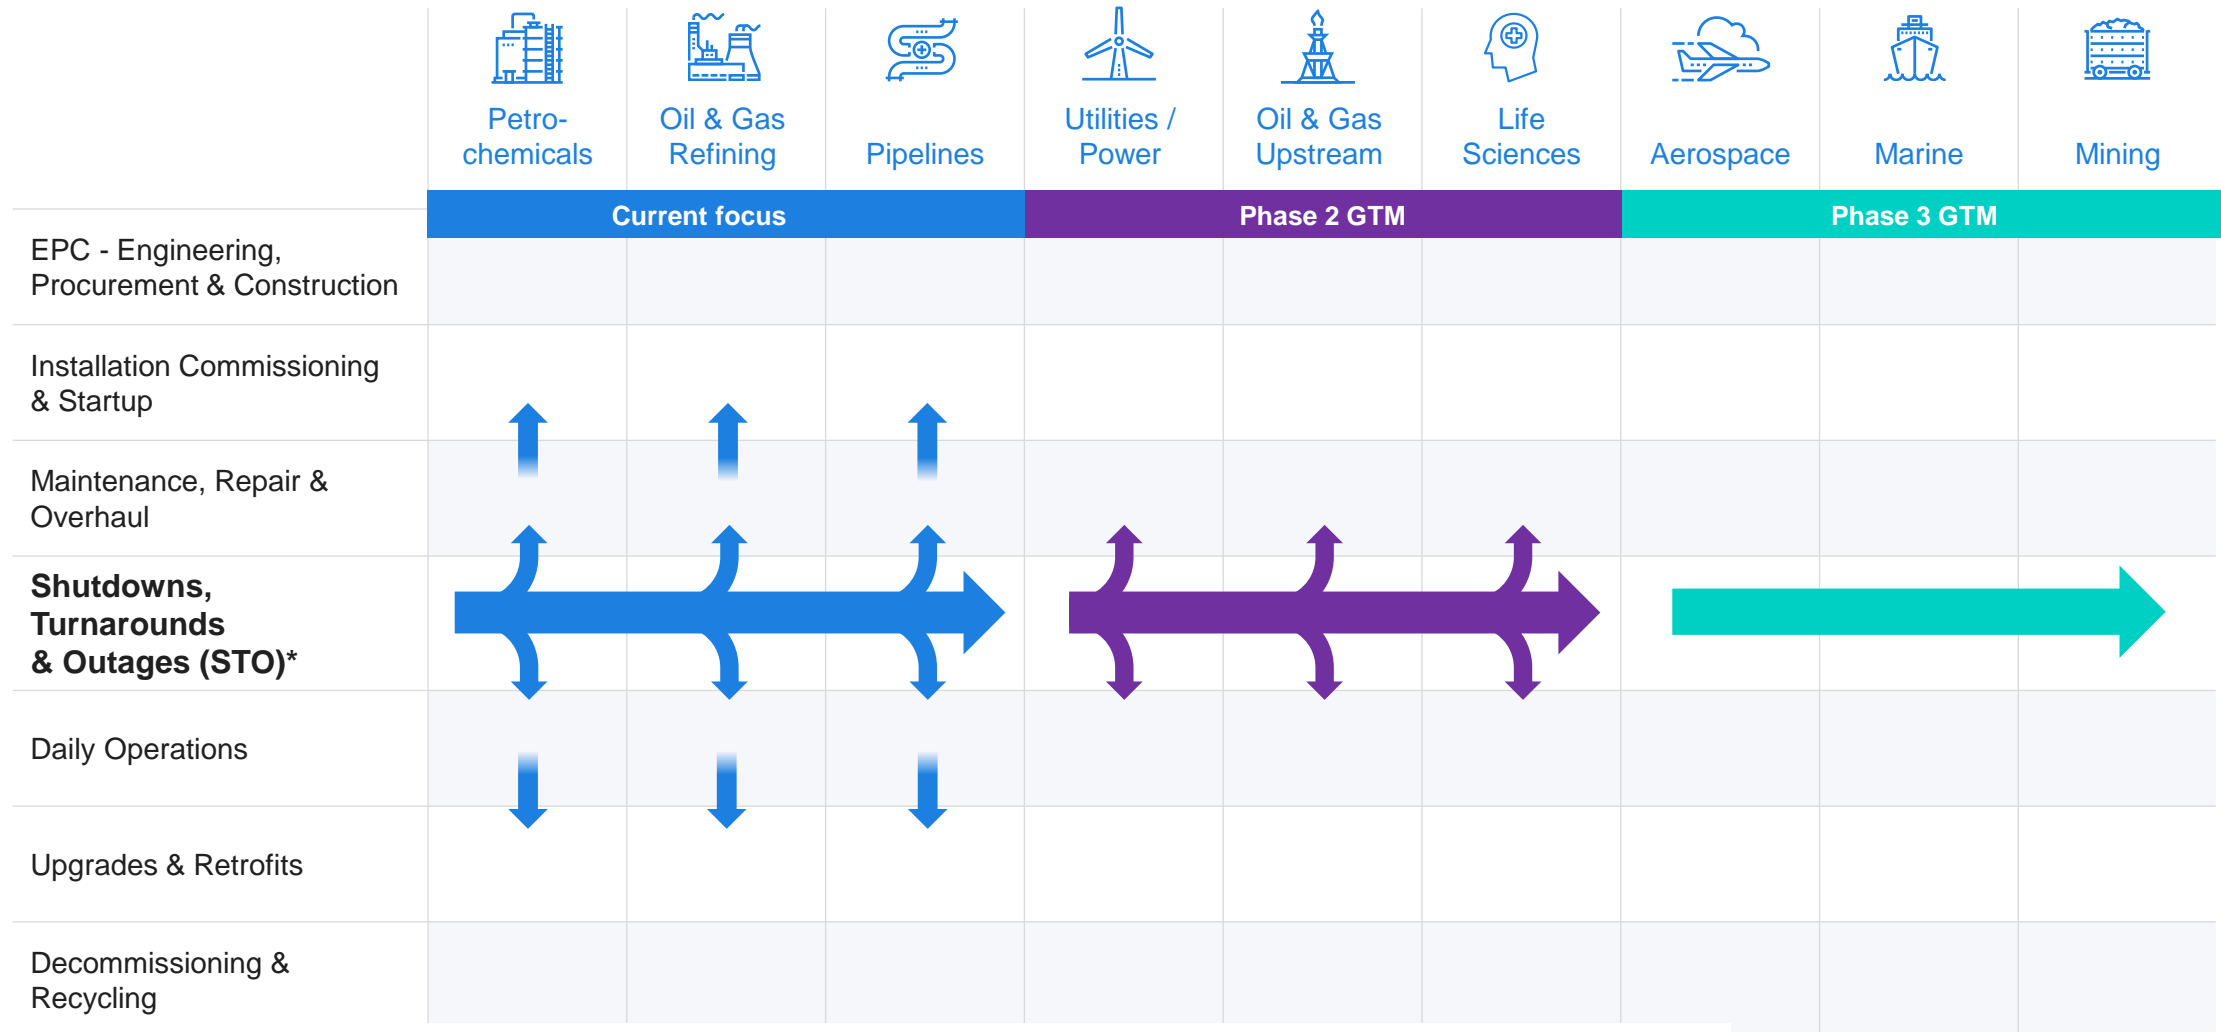 Petro-
chemicals
Oil & Gas
Refining
Pipelines
Utilities /
Power
Oil & Gas
Upstream
Life
Sciences
Aerospace
Marine
Mining
Current focus
Phase 2 GTM
Phase 3 GTM
EPC - Engineering,
Procurement & Construction
Installation Commissioning
& Startup
Maintenance, Repair &
Overhaul
Shutdowns,
Turnarounds
& Outages (STO)*
Daily Operations
Upgrades & Retrofits
Decommissioning &
Recycling